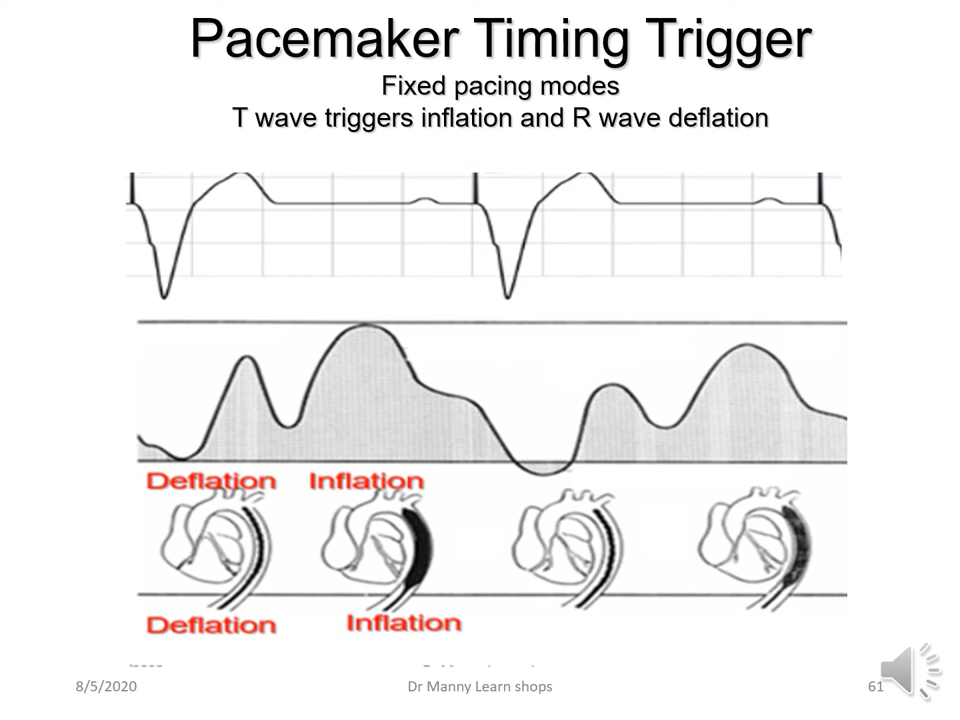 Pacemaker Timing Trigger
Fixed pacing modes
T wave triggers inflation and R wave deflation
Deflation
Inflation
Deflation
Inflation
8/5/2020
Dr Manny Learn shops
61